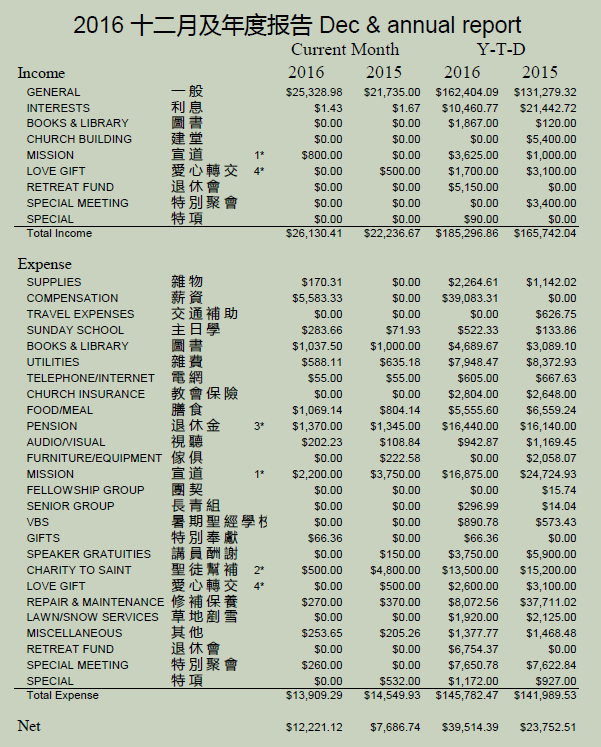 2016 十二月及年度报告 Dec & annual report
Current Month Y-T-D
Income 2016 2015 2016 2015
GENERAL 一般 $25,328.98 $21,735.00 $162,404.09 $131,279.32
INTERESTS 利息 $1.43 $1.67 $10,460.77 $21,442.72
BOOKS & LIBRARY 圖書 $0.00 $0.00 $1,867.00 $120.00
CHURCH BUILDING 建堂 $0.00 $0.00 $0.00 $5,400.00
MISSION 宣道 1* $800.00 $0.00 $3,625.00 $1,000.00
LOVE GIFT 愛心轉交 4* $0.00 $500.00 $1,700.00 $3,100.00
RETREAT FUND 退休會 $0.00 $0.00 $5,150.00 $0.00
SPECIAL MEETING 特別聚會 $0.00 $0.00 $0.00 $3,400.00
SPECIAL 特項 $0.00 $0.00 $90.00 $0.00
Total Income $26,130.41 $22,236.67 $185,296.86 $165,742.04
Expense
SUPPLIES 雜物 $170.31 $0.00 $2,264.61 $1,142.02
COMPENSATION 薪資 $5,583.33 $0.00 $39,083.31 $0.00
TRAVEL EXPENSES 交通補助 $0.00 $0.00 $0.00 $626.75
SUNDAY SCHOOL 主日學 $283.66 $71.93 $522.33 $133.86
BOOKS & LIBRARY 圖書 $1,037.50 $1,000.00 $4,689.67 $3,089.10
UTILITIES 雜費 $588.11 $635.18 $7,948.47 $8,372.93
TELEPHONE/INTERNET 電網 $55.00 $55.00 $605.00 $667.63
CHURCH INSURANCE 教會保險 $0.00 $0.00 $2,804.00 $2,648.00
FOOD/MEAL 膳食 $1,069.14 $804.14 $5,555.60 $6,559.24
PENSION 退休金 3* $1,370.00 $1,345.00 $16,440.00 $16,140.00
AUDIO/VISUAL 視聽 $202.23 $108.84 $942.87 $1,169.45
FURNITURE/EQUIPMENT 傢俱 $0.00 $222.58 $0.00 $2,058.07
MISSION 宣道 1* $2,200.00 $3,750.00 $16,875.00 $24,724.93
FELLOWSHIP GROUP 團契 $0.00 $0.00 $0.00 $15.74
SENIOR GROUP 長青組 $0.00 $0.00 $296.99 $14.04
VBS 暑期聖經學校 $0.00 $0.00 $890.78 $573.43
GIFTS 特別奉獻 $66.36 $0.00 $66.36 $0.00
SPEAKER GRATUITIES 講員酬謝 $0.00 $150.00 $3,750.00 $5,900.00
CHARITY TO SAINT 聖徒幫補 2* $500.00 $4,800.00 $13,500.00 $15,200.00
LOVE GIFT 愛心轉交 4* $0.00 $500.00 $2,600.00 $3,100.00
REPAIR & MAINTENANCE 修補保養 $270.00 $370.00 $8,072.56 $37,711.02
LAWN/SNOW SERVICES 草地剷雪 $0.00 $0.00 $1,920.00 $2,125.00
MISCELLANEOUS 其他 $253.65 $205.26 $1,377.77 $1,468.48
RETREAT FUND 退休會 $0.00 $0.00 $6,754.37 $0.00
SPECIAL MEETING 特別聚會 $260.00 $0.00 $7,650.78 $7,622.84
SPECIAL 特項 $0.00 $532.00 $1,172.00 $927.00
Total Expense $13,909.29 $14,549.93 $145,782.47 $141,989.53
Net $12,221.12 $7,686.74 $39,514.39 $23,752.51